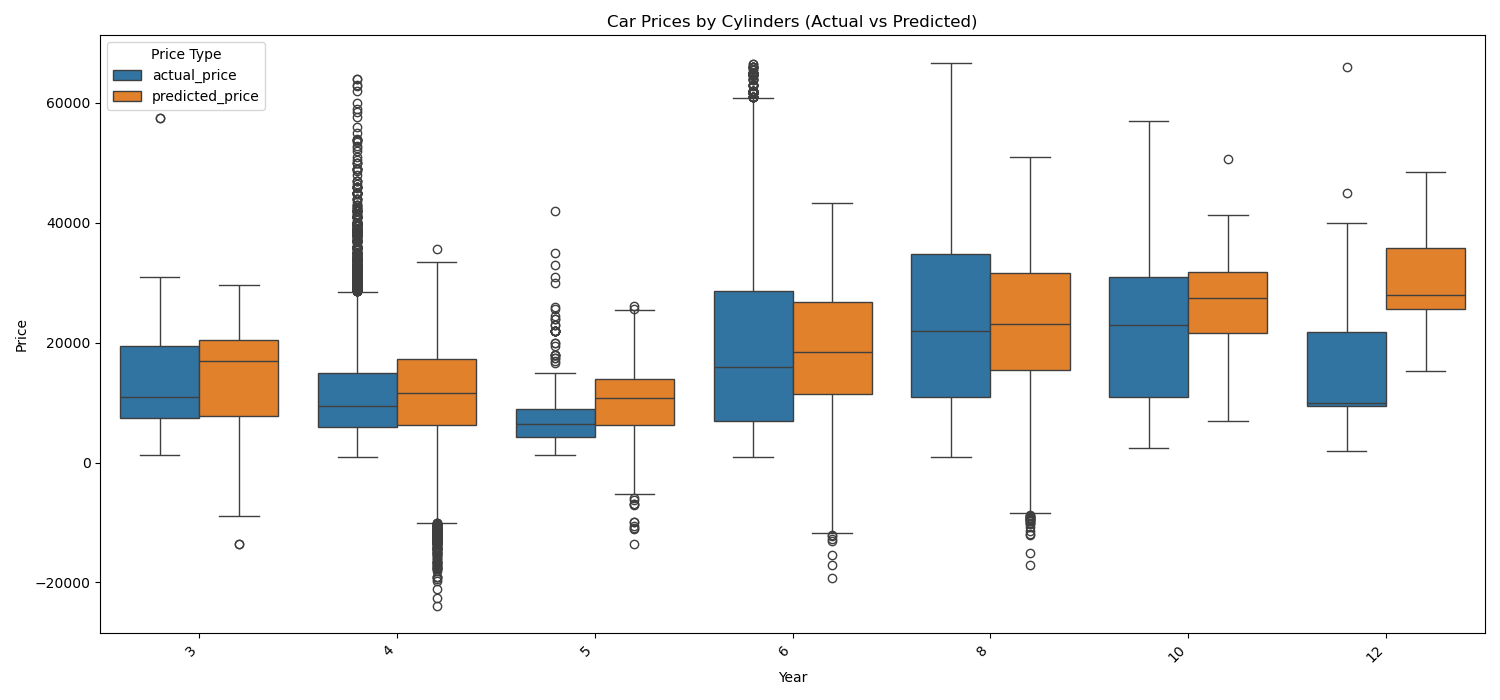 Car Prices by Cylinders (Actual vs Predicted)
Price Type
actual_price
predicted_price
Price
60000
40000
20000
0
−20000
3
4
5
6
8
10
12
Year